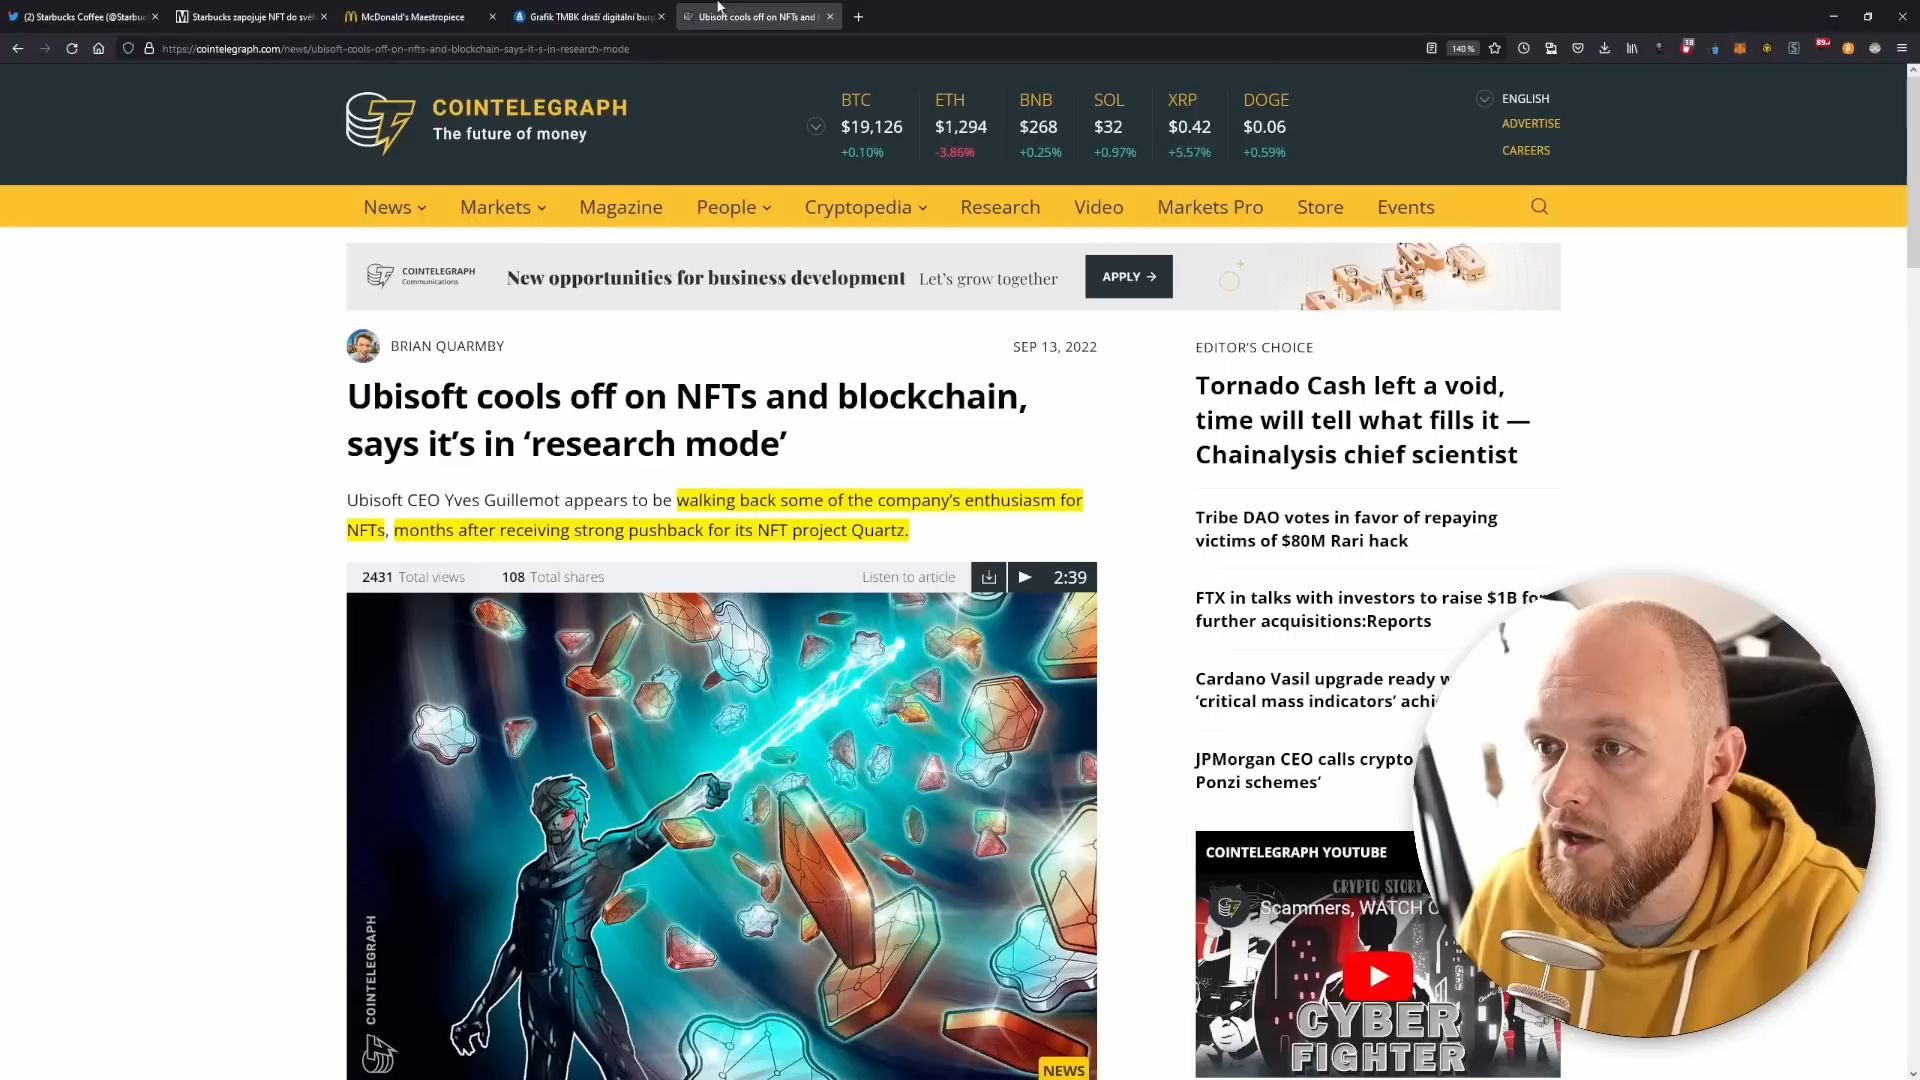 (2) Starbucks Coffee (@Starbuc
Starbucks zapojuje NFT do své
McDonald's Maestropiece
Grafik TMBK draží digitální burg
Ubisoft cools off on NFTs and
https://cointelegraph.com/news/ubisoft-cools-off-on-nfts-and-blockchain-says-it-s-in-research-mode
140 %
18
89.
COINTELEGRAPH
The future of money
BTC
$19,126
+0.10%
ETH
$1,294
-3.86%
BNB
$268
+0.25%
SOL
$32
+0.97%
XRP
$0.42
+5.57%
DOGE
$0.06
+0.59%
ENGLISH
ADVERTISE
CAREERS
News
Markets
Magazine
People
Cryptopedia
Research
Video
Markets Pro
Store
Events
COINTELEGRAPH
Communications
New opportunities for business development
Let's grow together
APPLY →
BRIAN QUARMBY
SEP 13, 2022
Ubisoft cools off on NFTs and blockchain,
says it's in ‘research mode’
Ubisoft CEO Yves Guillemot appears to be walking back some of the company's enthusiasm for
NFTs, months after receiving strong pushback for its NFT project Quartz.
2431 Total views
108 Total shares
Listen to article
2:39
COINTELEGRAPH
NEWS
EDITOR'S CHOICE
Tornado Cash left a void,
time will tell what fills it —
Chainalysis chief scientist
Tribe DAO votes in favor of repaying
victims of $80M Rari hack
FTX in talks with investors to raise $1B fo
further acquisitions:Reports
Cardano Vasil upgrade ready w
‘critical mass indicators’ achi
JPMorgan CEO calls crypto
Ponzi schemes’
COINTELEGRAPH YOUTUBE
CRYPTO STORY
Scammers, WATCH O
CYBER
FIGHTER